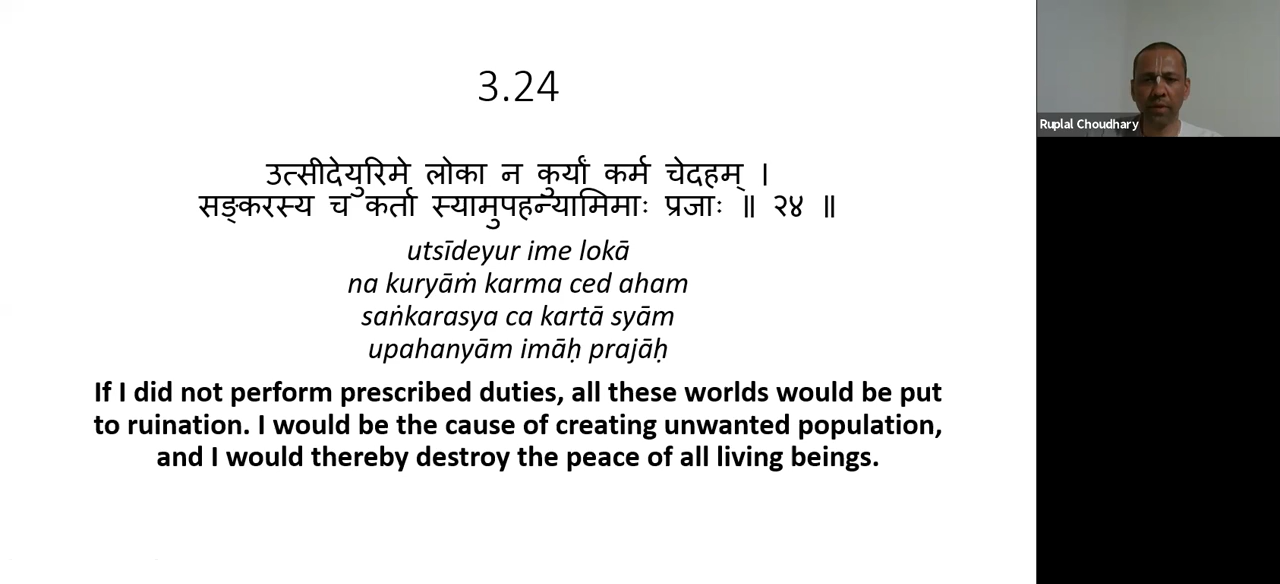 3.24
उत्सीदेयुरिमे लोका न कुर्यां कर्म चेदहम् ।
सङ्करस्य च कर्ता स्यामुपहन्यामिमाः प्रजाः ॥ २४ ॥
utsīdeyur ime lokā
na kuryāṁ karma ced aham
saṅkarasya ca kartā syām
upahanyām imāḥ prajāḥ
If I did not perform prescribed duties, all these worlds would be put
to ruination. I would be the cause of creating unwanted population,
and I would thereby destroy the peace of all living beings.
Ruplal Choudhary